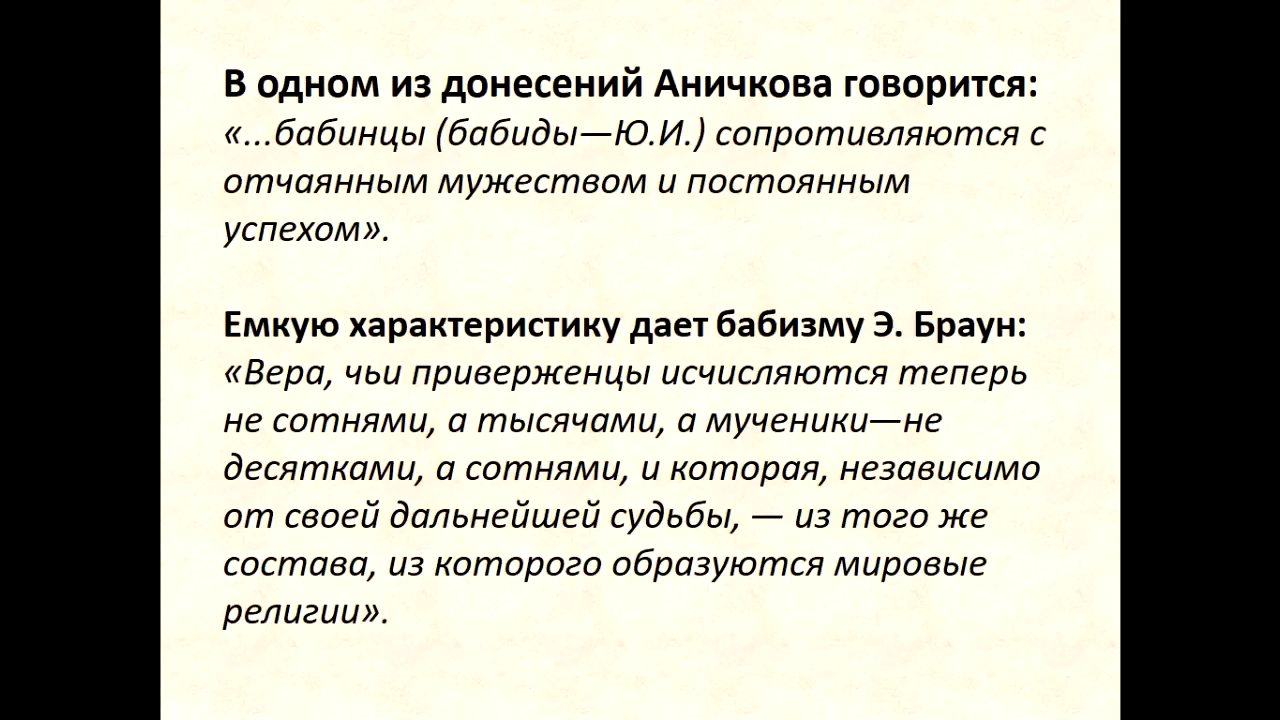 В одном из донесений Аничкова говорится:
«...бабинцы (бабиды—Ю.И.) сопротивляются с
отчаянным мужеством и постоянным
успехом».
Емкую характеристику дает бабизму Э. Браун:
«Вера, чьи приверженцы исчисляются теперь
не сотнями, а тысячами, а мученики—не
десятками, а сотнями, и которая, независимо
от своей дальнейшей судьбы, — из того же
состава, из которого образуются мировые
религии».